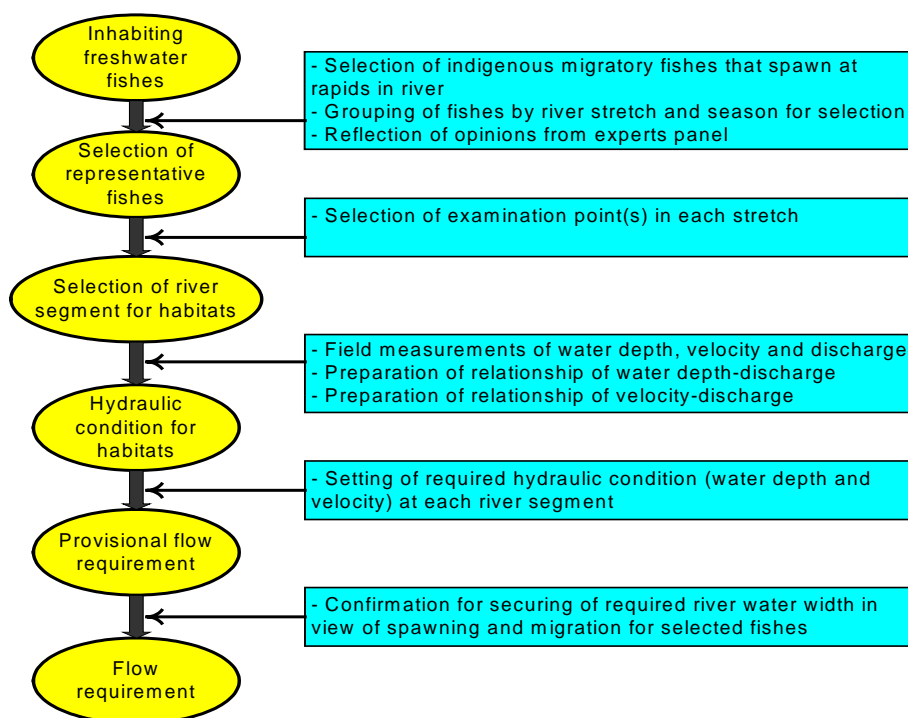 Inhabiting
freshwater
fishes
- Selection of indigenous migratory fishes that spawn at
rapids in river
- Grouping of fishes by river stretch and season for selection
- Reflection of opinions from experts panel
Selection of
representative
fishes
- Selection of examination point(s) in each stretch
Selection of river
segment for habitats
- Field measurements of water depth, velocity and discharge
- Preparation of relationship of water depth-discharge
- Preparation of relationship of velocity-discharge
Hydraulic
condition for
habitats
- Setting of required hydraulic condition (water depth and
velocity) at each river segment
Provisional flow
requirement
- Confirmation for securing of required river water width in
view of spawning and migration for selected fishes
Flow
requirement